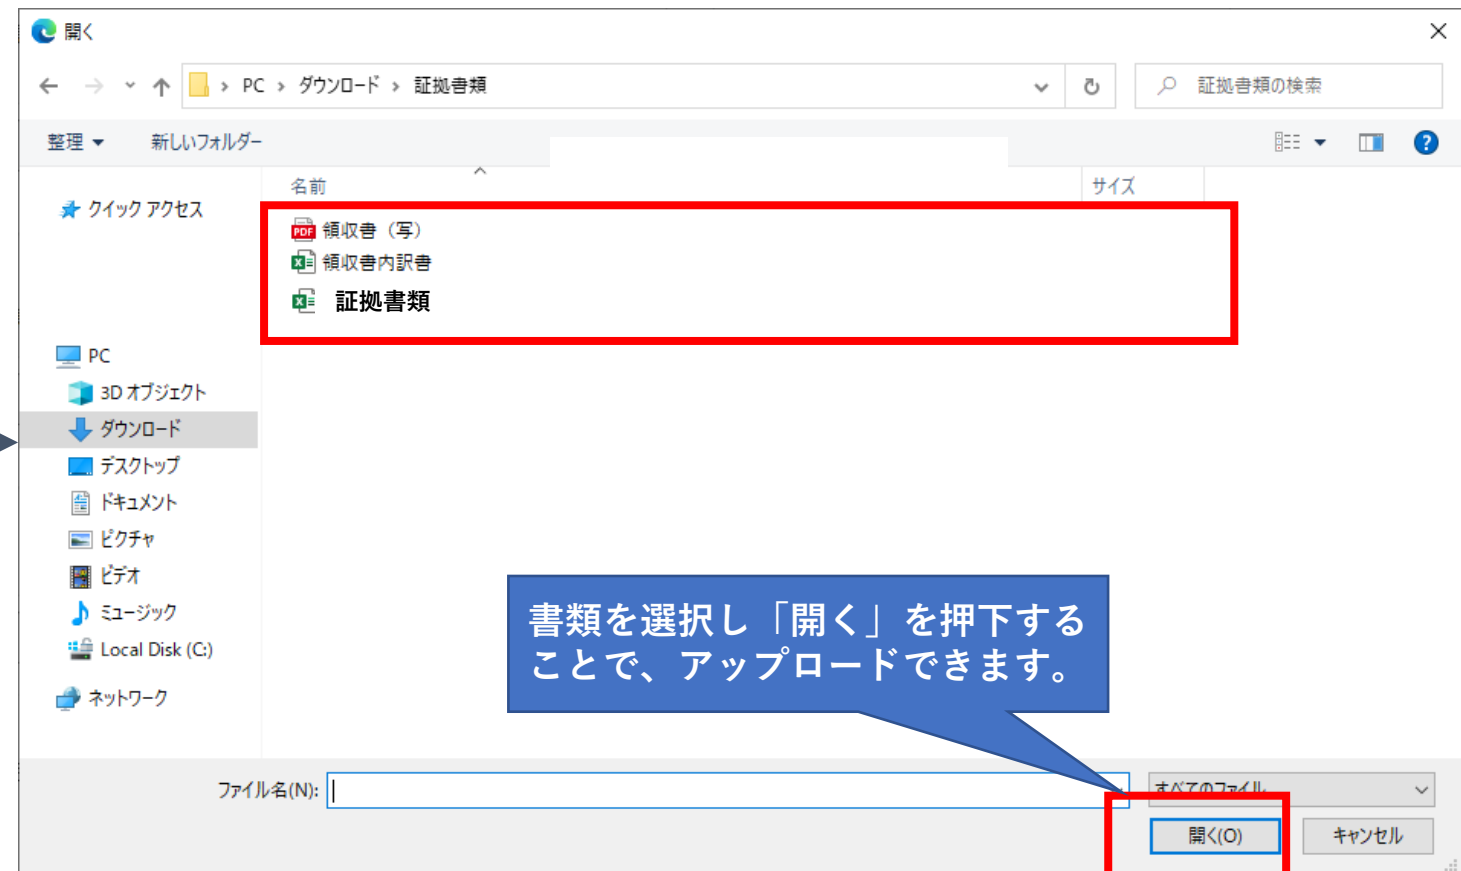 開く
PC › ダウンロード › 証拠書類
証拠書類の検索
整理
新しいフォルダー
名前
サイズ
クイック アクセス
PDF 領収書（写）
領収書内訳書
証拠書類
PC
3D オブジェクト
ダウンロード
デスクトップ
ドキュメント
ピクチャ
ビデオ
ミュージック
Local Disk (C:)
ネットワーク
書類を選択し「開く」を押下する
ことで、アップロードできます。
ファイル名(N):
すべてのファイル
開く(O)
キャンセル